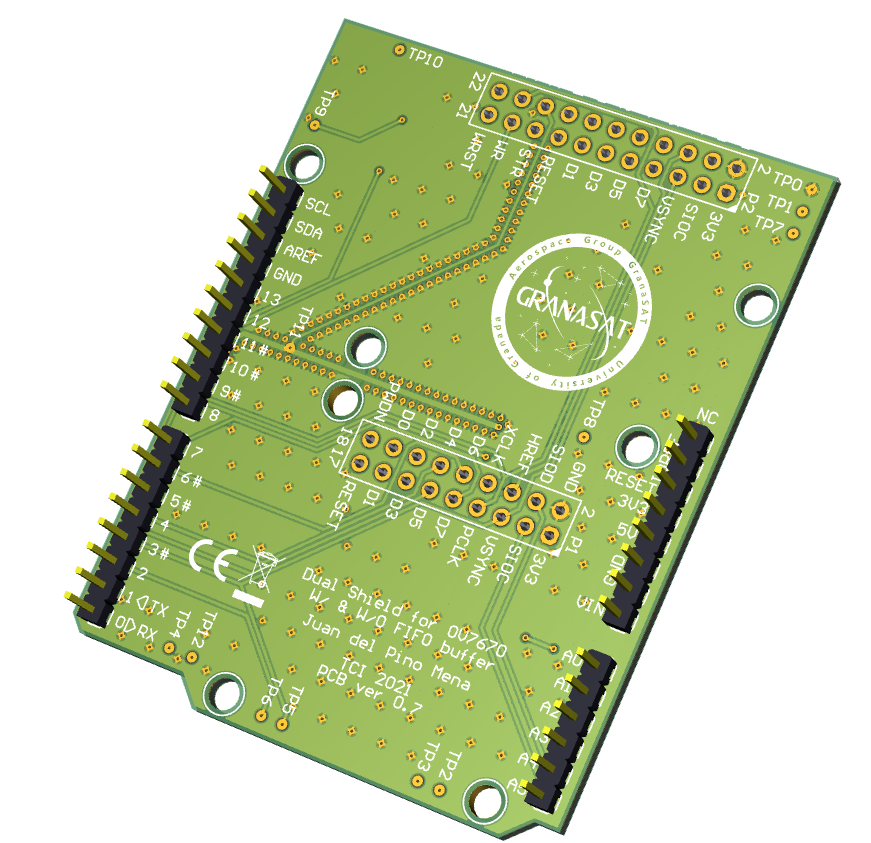 TP10
TP9
22
21
WRST
WR
STR
RESET
D1
D3
D5
D7
VSYNC
SIOC
3V3
2
P2
TP0
TP1
TP7
SCL
SDA
AREF
GND
13
12
11#
10#
9#
8
TP11
Aerospace Group GranaSAT
GRANASAT
University of Granada
7
6#
5#
4
3#
2
1◁TX
0▷RX
PWDN
D0
D2
D4
D6
XCLK
HREF
SIOD
GND
TP8
18
17
2
P1
RESET
D1
D3
D5
D7
PCLK
VSYNC
SIOC
3V3
NC
RESET
3V3
5V
GND
VIN
CE
Dual Shield for OV7670
W/ & W/O FIFO buffer
Juan del Pino Mena
TCI 2021
PCB ver 0.7
A0
A1
A2
A3
A4
A5
TP4
TP12
TP6
TP5
TP3
TP2